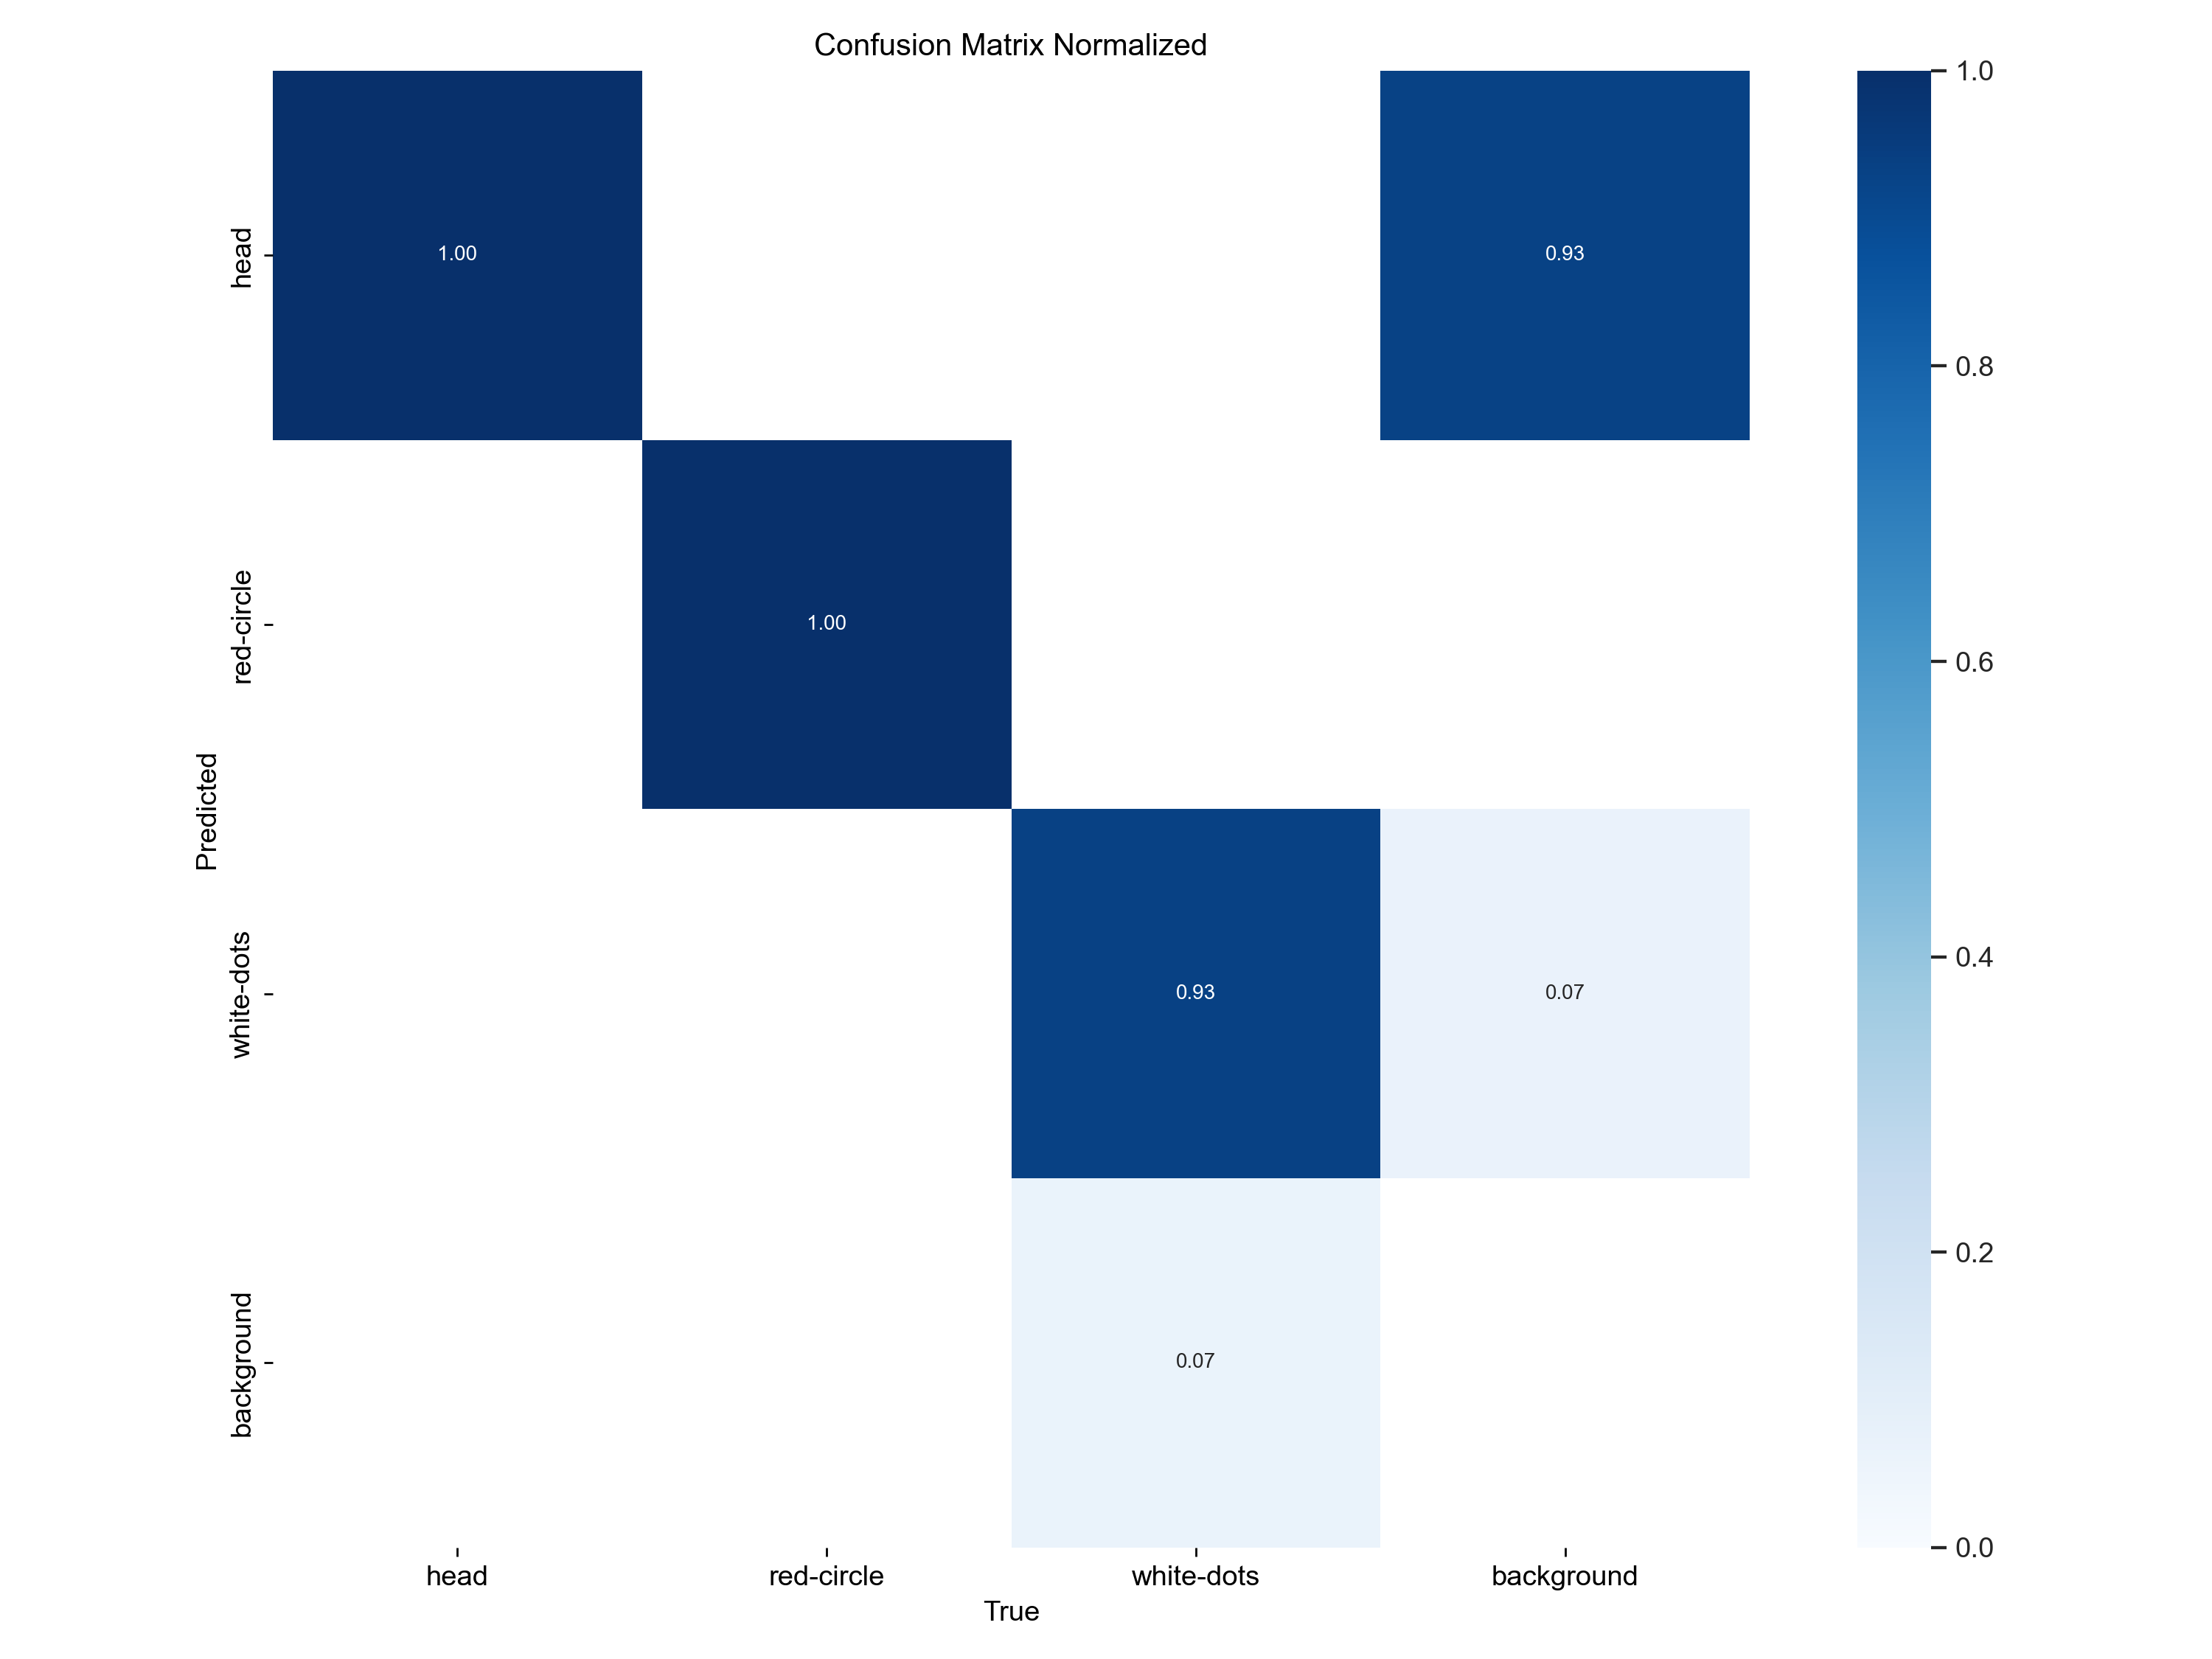 Confusion Matrix Normalized
1.0
head
1.00
0.93
0.8
red-circle
1.00
0.6
Predicted
white-dots
0.93
0.07
0.4
background
0.07
0.2
0.0
head red-circle white-dots background
True